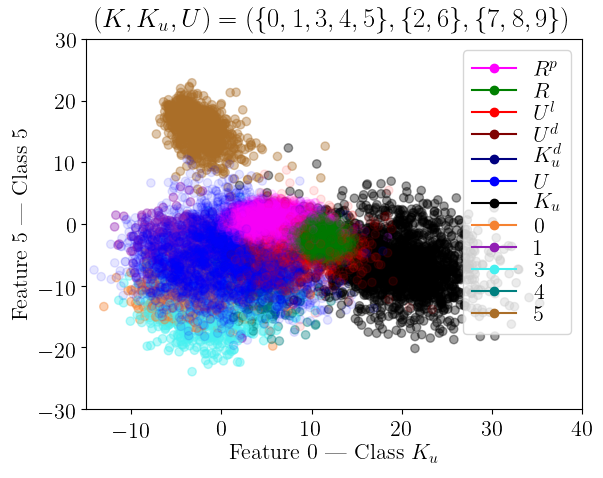 (K, K_u, U) = ({0, 1, 3, 4, 5}, {2, 6}, {7, 8, 9})
30
20
10
0
−10
−20
−30
Feature 5 — Class 5
R^p
R
U^l
U^d
K_u^d
U
K_u
0
1
3
4
5
−10
0
10
20
30
40
Feature 0 — Class K_u